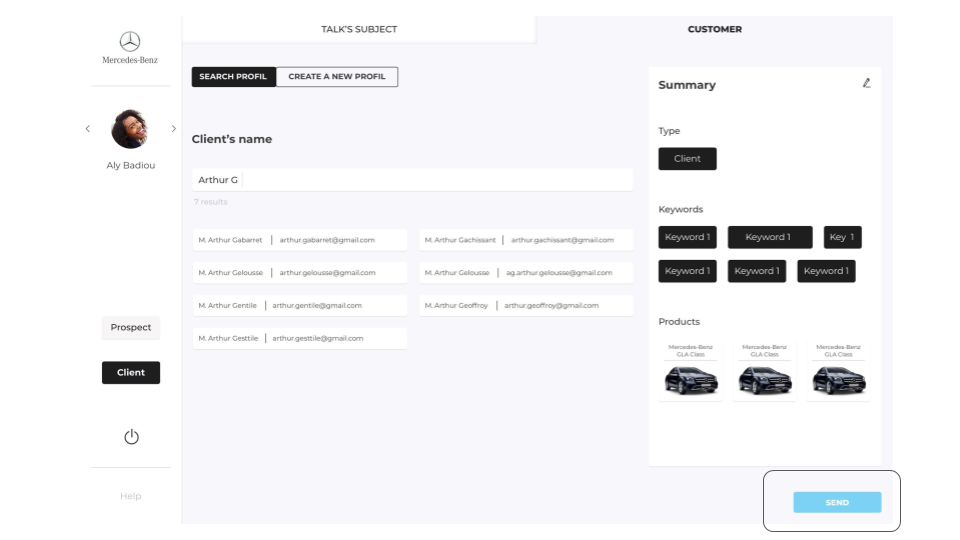 TALK'S SUBJECT
CUSTOMER
Mercedes-Benz
SEARCH PROFIL
CREATE A NEW PROFIL
Aly Badiou
Client's name
Arthur G
7 results
M. Arthur Gabarret | arthur.gabarret@gmail.com
M. Arthur Gachissant | arthur.gachissant@gmail.com
M. Arthur Gelousse | arthur.gelousse@gmail.com
M. Arthur Gelousse | ag.arthur.gelousse@gmail.com
M. Arthur Gentile | arthur.gentile@gmail.com
M. Arthur Geoffroy | arthur.geoffroy@gmail.com
M. Arthur Gesttile | arthur.gesttile@gmail.com
Prospect
Client
Help
Summary
Type
Client
Keywords
Keyword 1
Keyword 1
Key 1
Keyword 1
Keyword 1
Keyword 1
Products
Mercedes-Benz
GLA Class
Mercedes-Benz
GLA Class
Mercedes-Benz
GLA Class
SEND